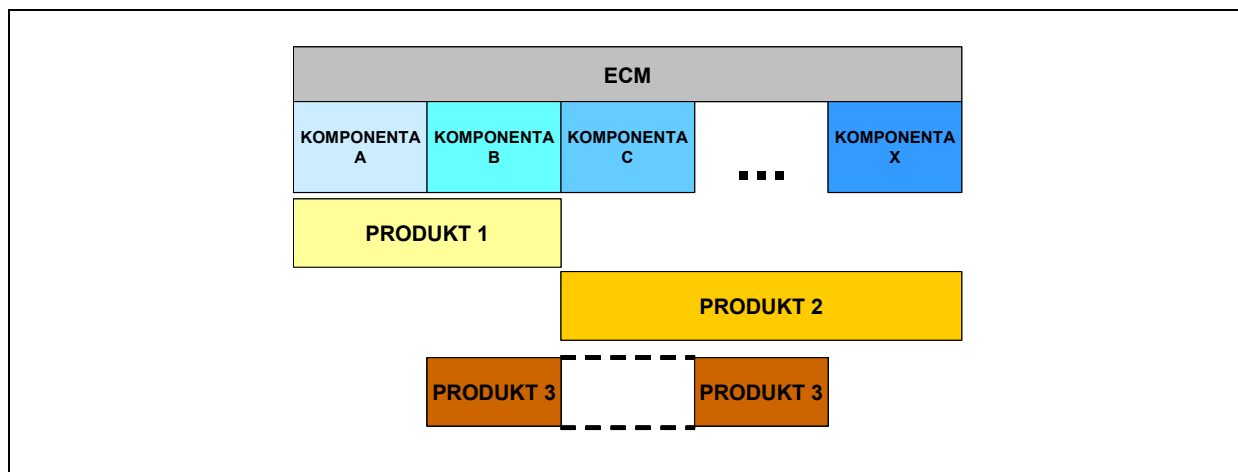 ECM
KOMPONENTA
A
KOMPONENTA
B
KOMPONENTA
C
...
KOMPONENTA
X
PRODUKT 1
PRODUKT 2
PRODUKT 3
PRODUKT 3